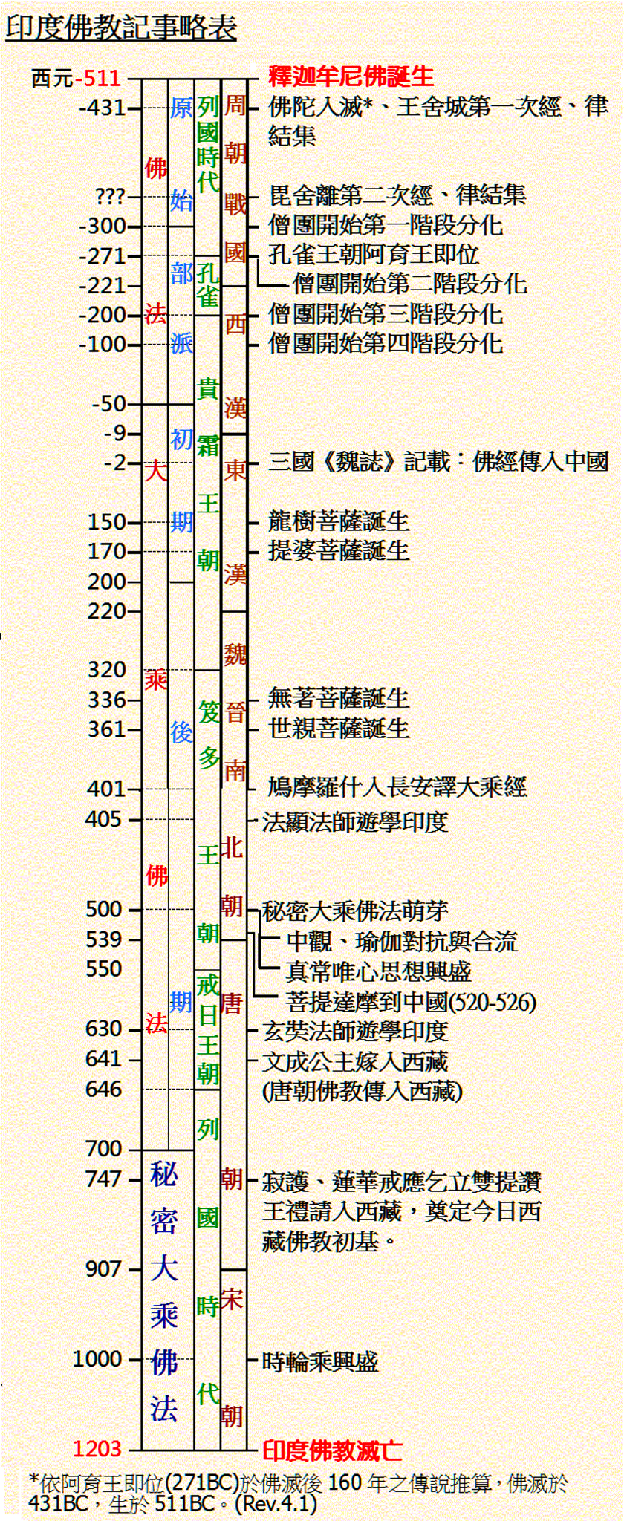 印度佛教記事略表
西元-511 釋迦牟尼佛誕生
-431 佛陀入滅*、王舍城第一次經、律
結集
??? 毘舍離第二次經、律結集
-300 僧團開始第一階段分化
-271 孔雀王朝阿育王即位
-221 僧團開始第二階段分化
-200 僧團開始第三階段分化
-100 僧團開始第四階段分化
-50
-9
-2 三國《魏誌》記載：佛經傳入中國
150 龍樹菩薩誕生
170 提婆菩薩誕生
200
220
320
336 無著菩薩誕生
361 世親菩薩誕生
401 鳩摩羅什入長安譯大乘經
405 法顯法師遊學印度
500 秘密大乘佛法萌芽
539 中觀、瑜伽對抗與合流
550 真常唯心思想興盛
菩提達摩到中國(520-526)
630 玄奘法師遊學印度
641 文成公主嫁入西藏
646 (唐朝佛教傳入西藏)
700
747 寂護、蓮華戒應乞立雙提讚
王禮請入西藏，奠定今日西
藏佛教初基。
907
1000 時輪乘興盛
1203 印度佛教滅亡
佛法
大乘佛法
秘密大乘佛法
原始
部派
初期
後期
列國時代
孔雀
貴霜王朝
笈多王朝
戒日王朝
列國時代
周朝戰國
西漢
東漢
魏晉南北朝
唐朝
宋朝
*依阿育王即位(271BC)於佛滅後 160 年之傳說推算，佛滅於
431BC，生於 511BC。(Rev.4.1)